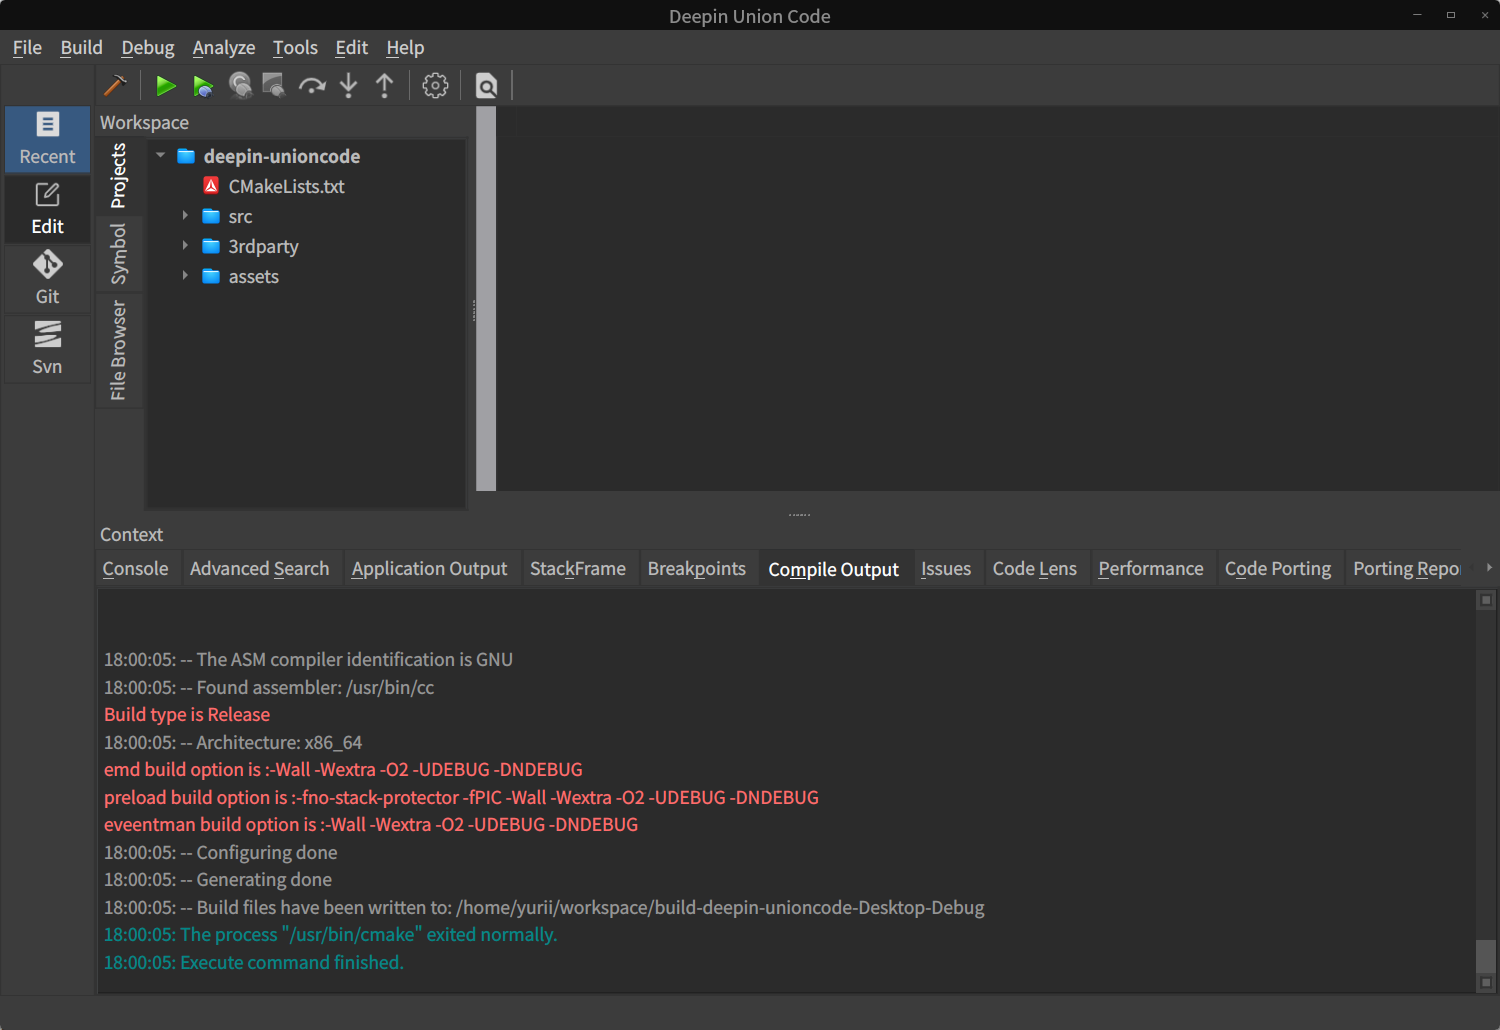 Deepin Union Code
File Build Debug Analyze Tools Edit Help
Recent
Edit
Git
Svn
Workspace
Projects
Symbol
File Browser
deepin-unioncode
CMakeLists.txt
src
3rdparty
assets
Context
Console Advanced Search Application Output StackFrame Breakpoints Compile Output Issues Code Lens Performance Code Porting Porting Repo
18:00:05: -- The ASM compiler identification is GNU
18:00:05: -- Found assembler: /usr/bin/cc
Build type is Release
18:00:05: -- Architecture: x86_64
emd build option is :-Wall -Wextra -O2 -UDEBUG -DNDEBUG
preload build option is :-fno-stack-protector -fPIC -Wall -Wextra -O2 -UDEBUG -DNDEBUG
eveentman build option is :-Wall -Wextra -O2 -UDEBUG -DNDEBUG
18:00:05: -- Configuring done
18:00:05: -- Generating done
18:00:05: -- Build files have been written to: /home/yurii/workspace/build-deepin-unioncode-Desktop-Debug
18:00:05: The process "/usr/bin/cmake" exited normally.
18:00:05: Execute command finished.